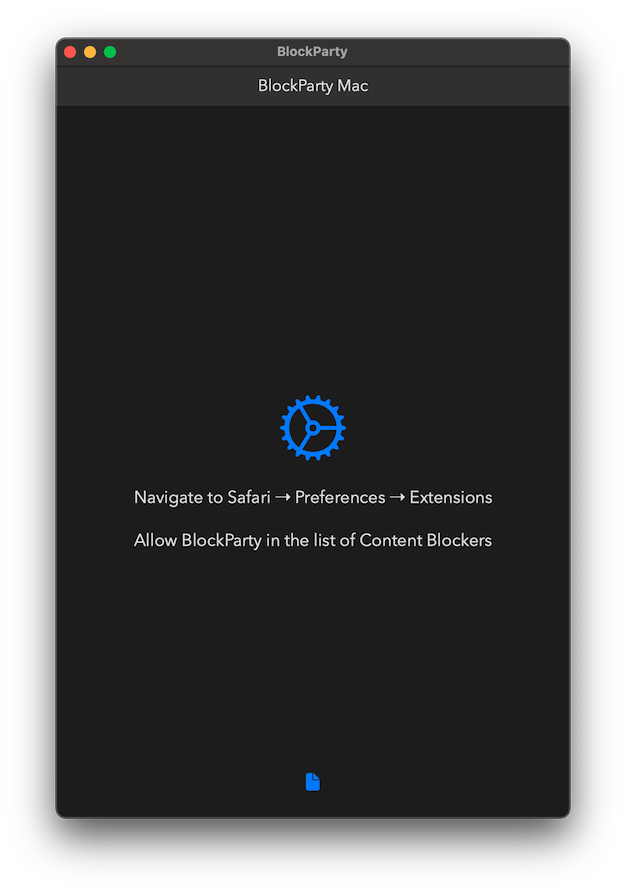 BlockParty
BlockParty Mac
Navigate to Safari → Preferences → Extensions
Allow BlockParty in the list of Content Blockers